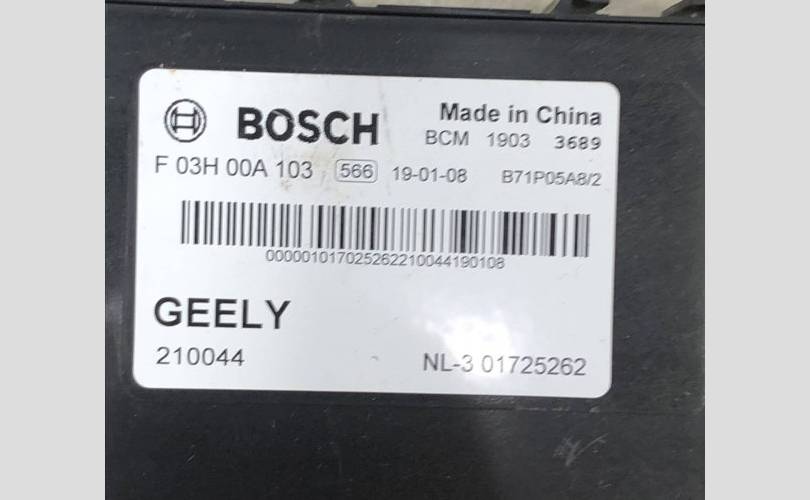 BOSCH
Made in China
BCM 1903 3689
F 03H 00A 103 566 19-01-08 B71P05A8/2
0000010170252622210044190108
GEELY
210044 NL-3 01725262